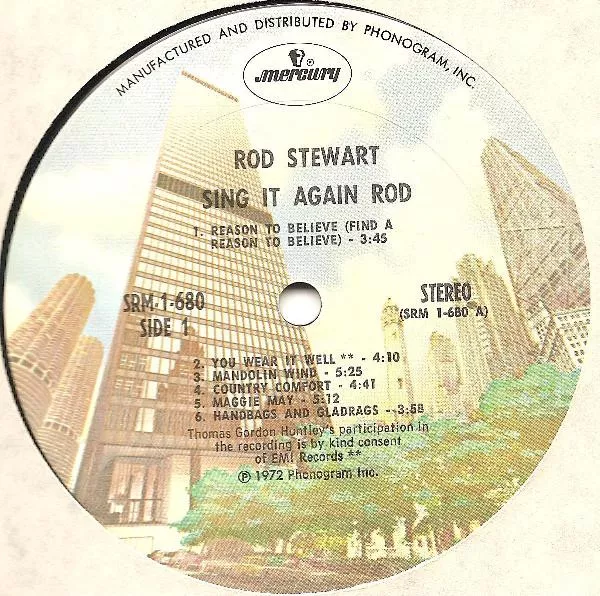 MANUFACTURED AND DISTRIBUTED BY PHONOGRAM, INC.
mercury
®
ROD STEWART
SING IT AGAIN ROD
1. REASON TO BELIEVE (FIND A
REASON TO BELIEVE) - 3:45
SRM-1-680
SIDE 1
STEREO
(SRM 1-680 A)
2. YOU WEAR IT WELL ** - 4:10
3. MANDOLIN WIND - 5:25
4. COUNTRY COMFORT - 4:41
5. MAGGIE MAY - 5:12
6. HANDBAGS AND GLADRAGS - 3:58
Thomas Gordon Huntley's participation in
the recording is by kind consent
of EMI Records **
℗ 1972 Phonogram Inc.